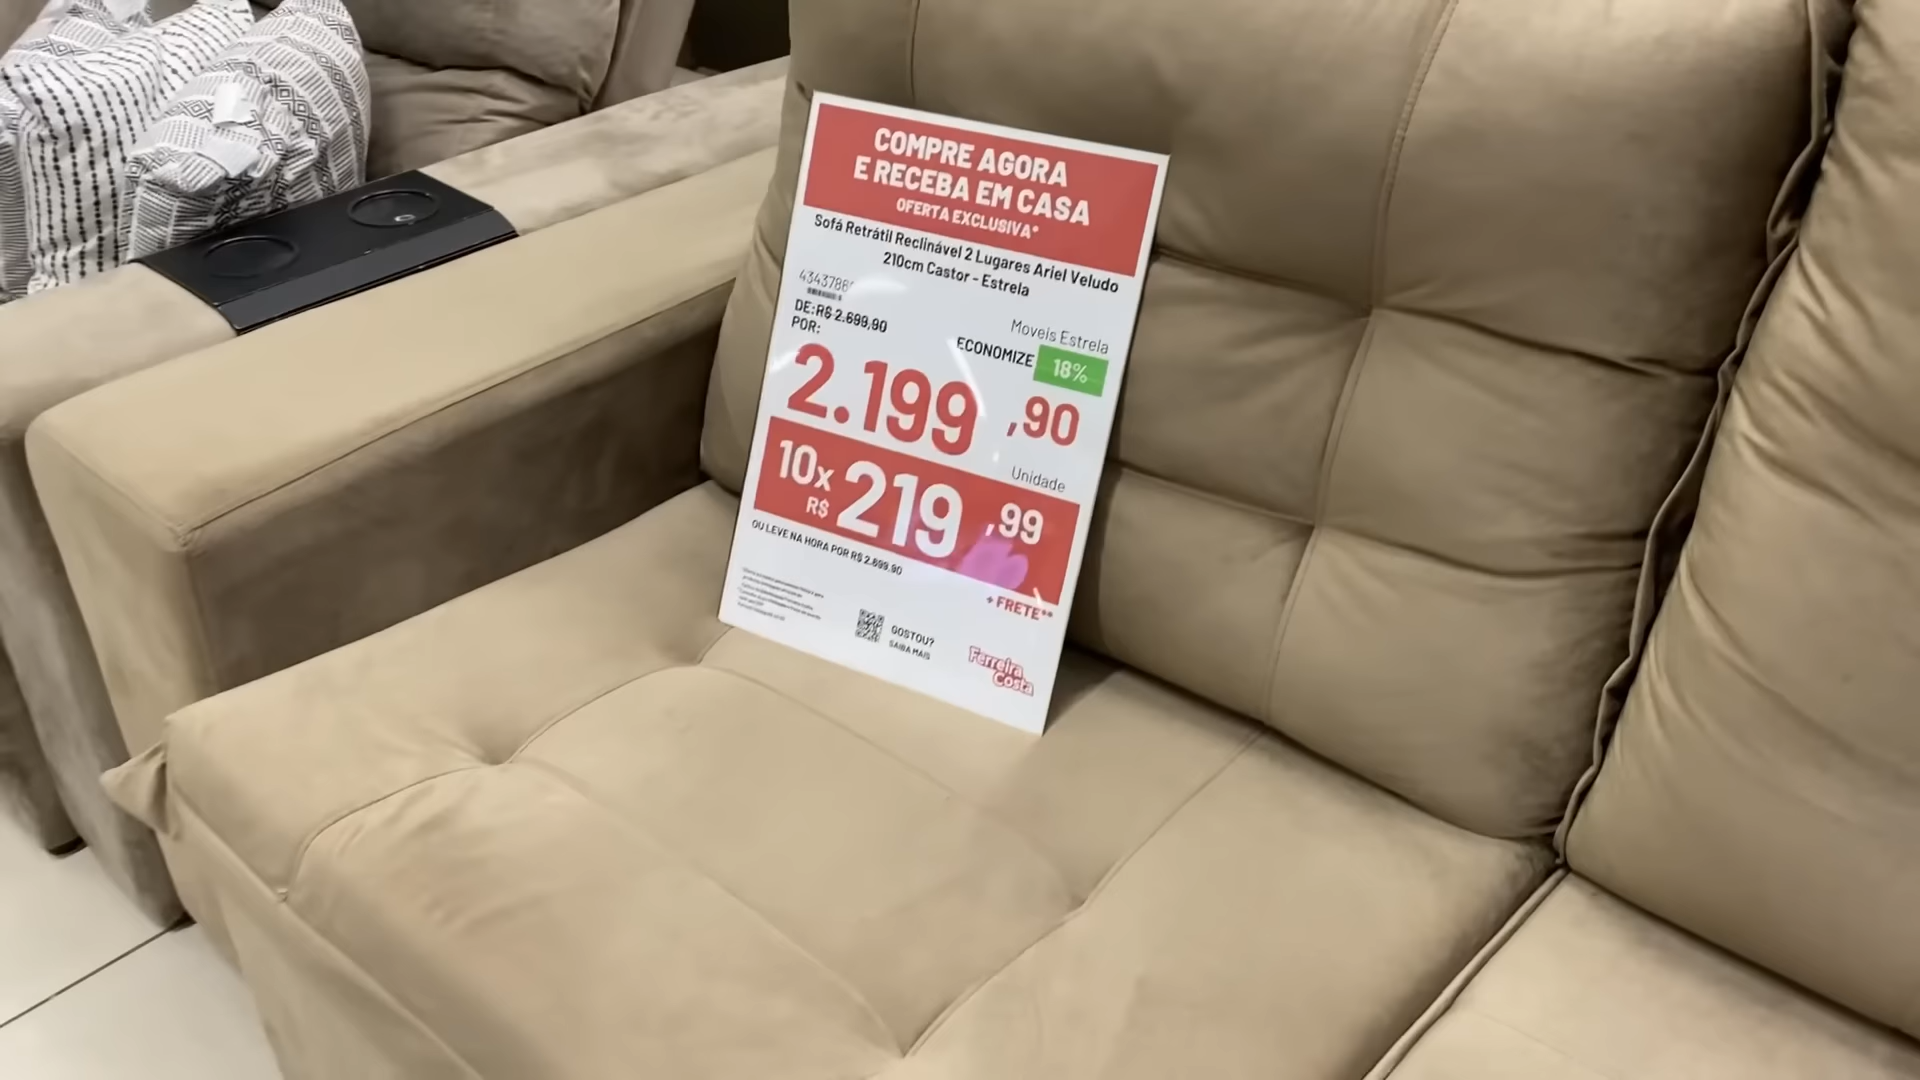 COMPRE AGORA
E RECEBA EM CASA
OFERTA EXCLUSIVA*
Sofá Retrátil Reclinável 2 Lugares Ariel Veludo
210cm Castor - Estrela
Moveis Estrela
DE:R$ 2.699,90
POR:
ECONOMIZE 18%
2.199,90
Unidade
10x R$ 219,99
OU LEVE NA HORA POR R$ 2.699,90
+ FRETE**
GOSTOU?
SAIBA MAIS
Ferreira
Costa